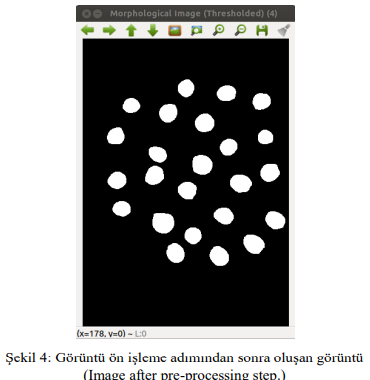 Morphological Image (Thresholded) (4)
(x=178, y=0) ~ L:0
Şekil 4: Görüntü ön işleme adımından sonra oluşan görüntü
(Image after pre-processing step.)